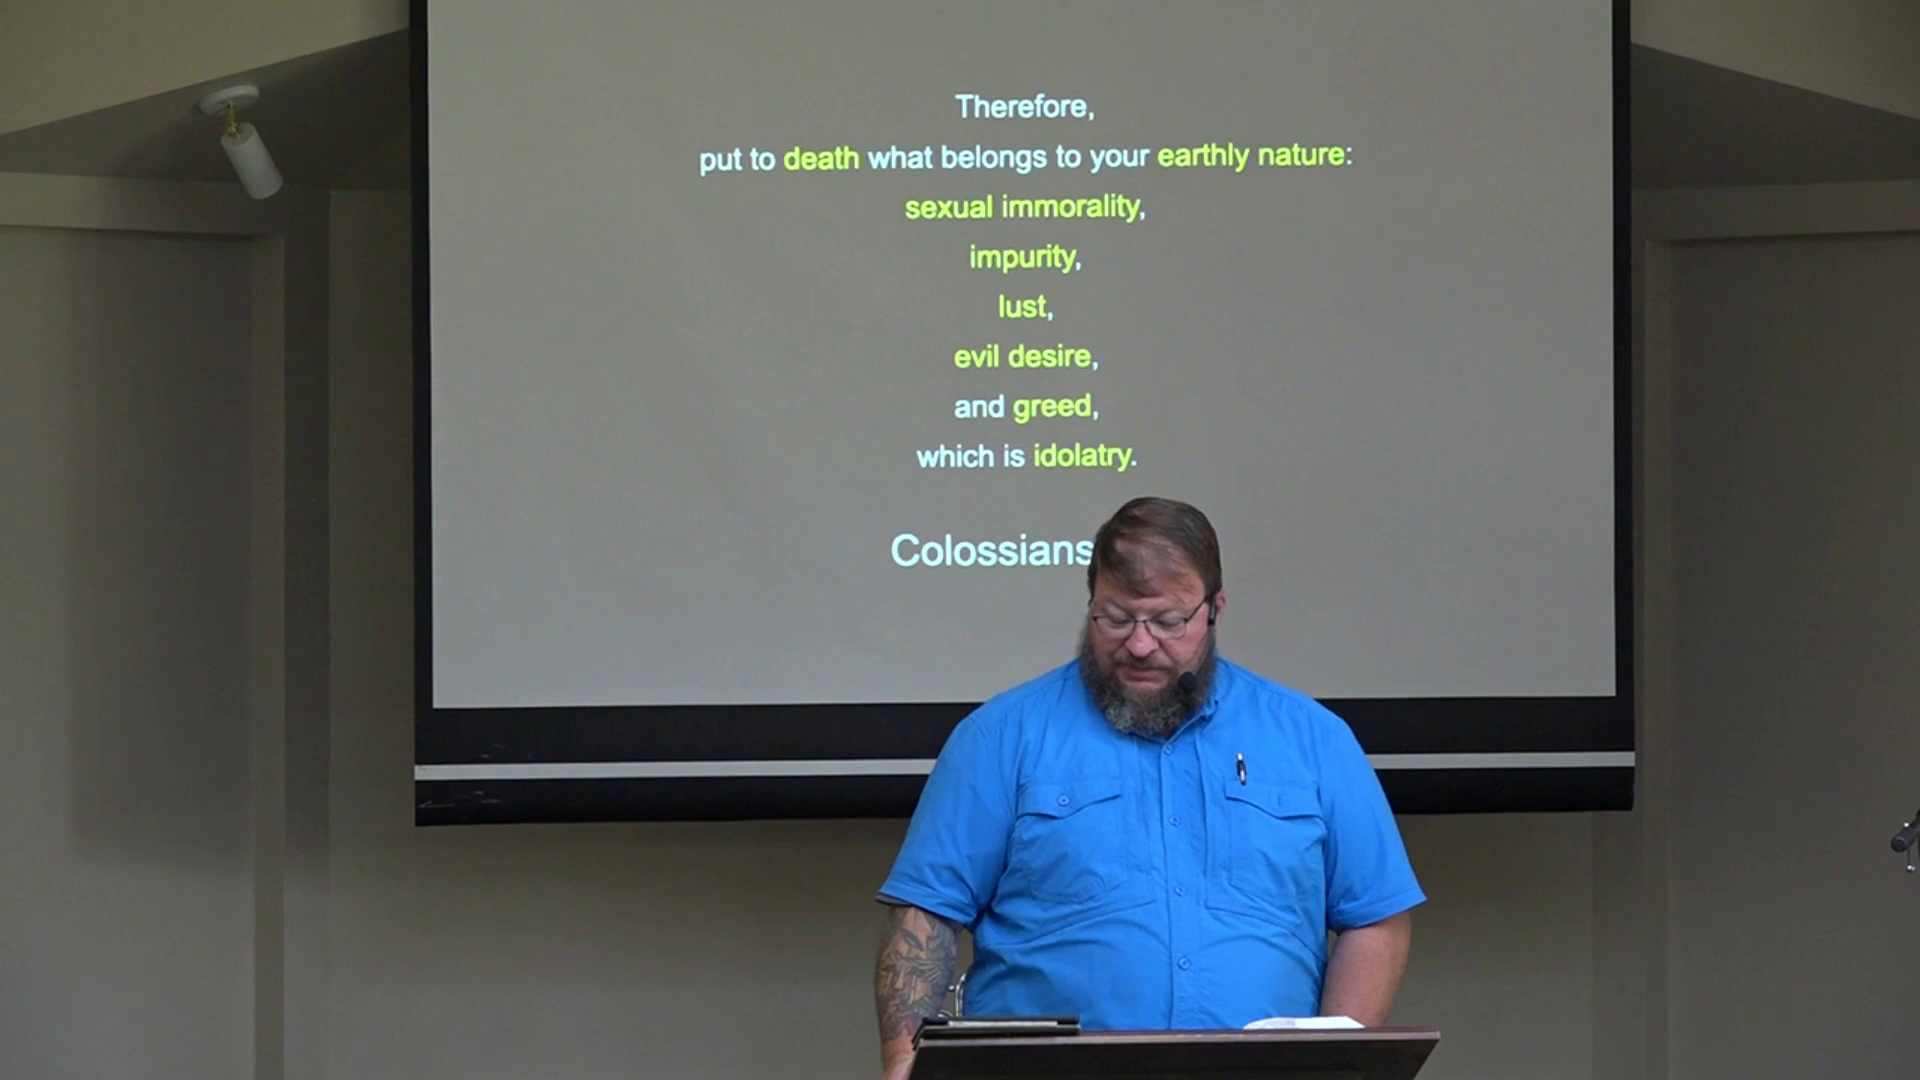 Therefore,
put to death what belongs to your earthly nature:
sexual immorality,
impurity,
lust,
evil desire,
and greed,
which is idolatry.
Colossians